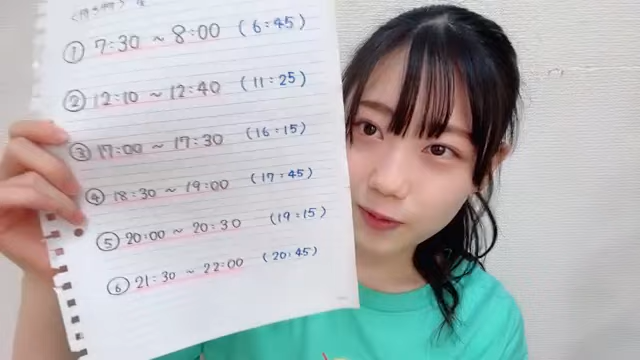 ① 7:30 ~ 8:00 (6:45)
② 12:10 ~ 12:40 (11:25)
③ 17:00 ~ 17:30 (16:15)
④ 18:30 ~ 19:00 (17:45)
⑤ 20:00 ~ 20:30 (19:15)
⑥ 21:30 ~ 22:00 (20:45)